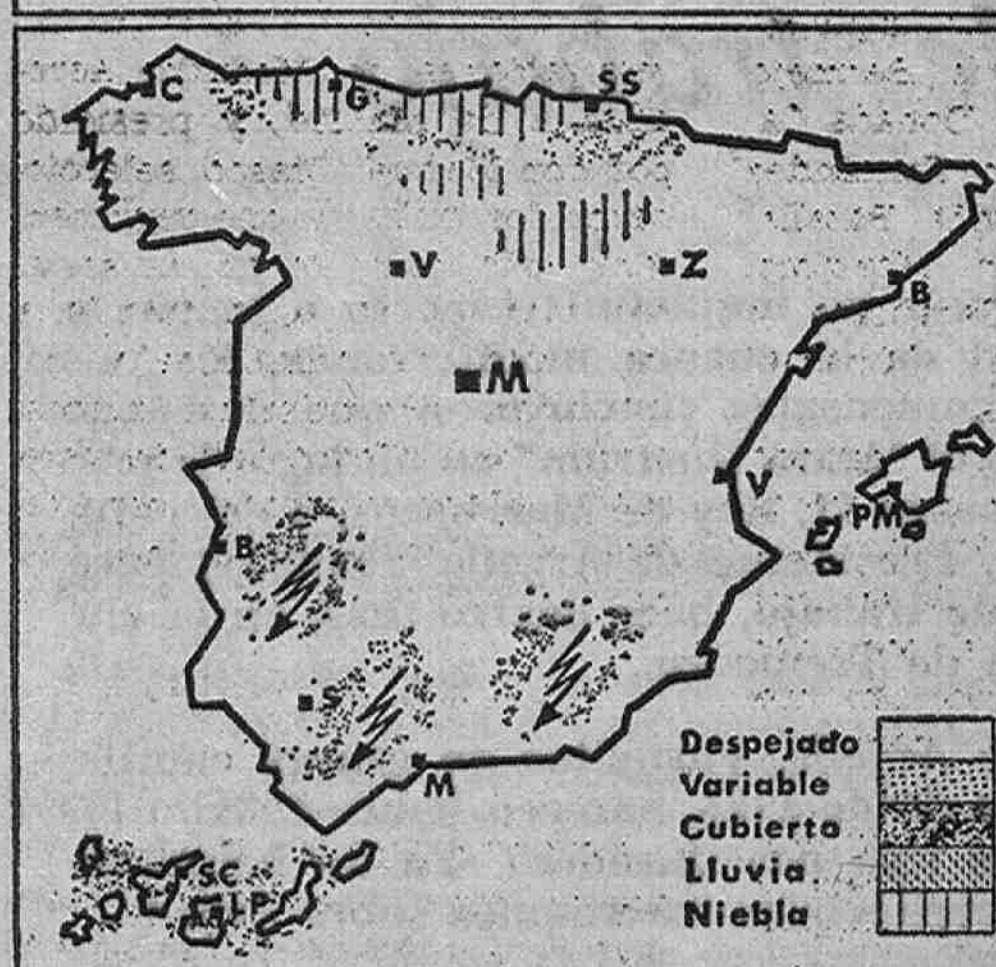 C
G
SS
V
Z
B
M
V
PM
B
S
M
SC
LP
Despejado
Variable
Cubierto
Lluvia.
Niebla